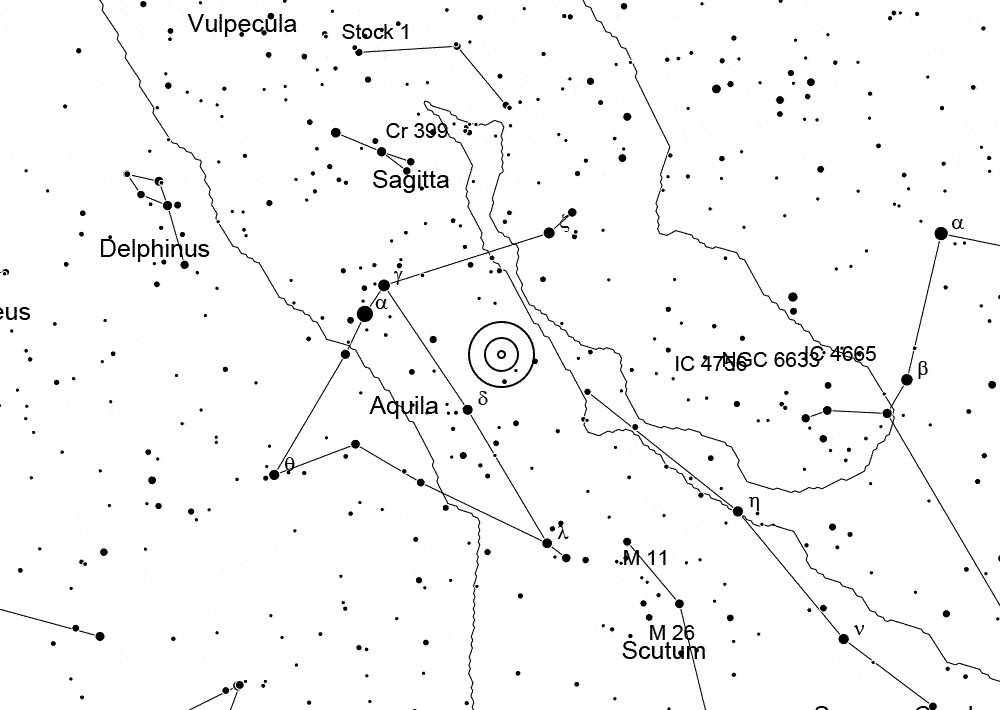 Vulpecula
Stock 1
Cr 399
Sagitta
Delphinus
ζ
α
γ
α
eus
IC 4756
NGC 6633
IC 4665
β
δ
Aquila
θ
η
λ
M 11
ν
M 26
Scutum